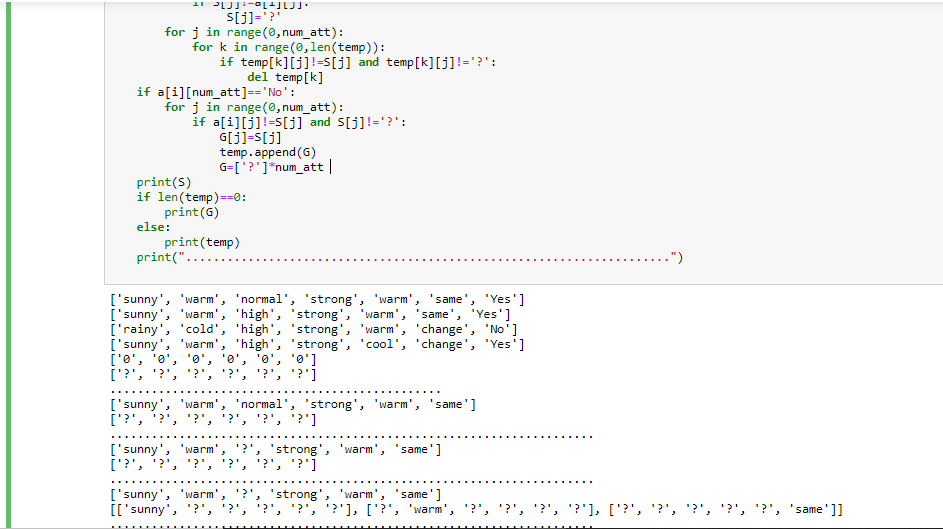 if S[j]!=a[i][j]:
S[j]='?'
for j in range(0,num_att):
for k in range(0,len(temp)):
if temp[k][j]!=S[j] and temp[k][j]!='?':
del temp[k]
if a[i][num_att]=='No':
for j in range(0,num_att):
if a[i][j]!=S[j] and S[j]!='?':
G[j]=S[j]
temp.append(G)
G=['?']*num_att
print(S)
if len(temp)==0:
print(G)
else:
print(temp)
print("......................................................................")
['sunny', 'warm', 'normal', 'strong', 'warm', 'same', 'Yes']
['sunny', 'warm', 'high', 'strong', 'warm', 'same', 'Yes']
['rainy', 'cold', 'high', 'strong', 'warm', 'change', 'No']
['sunny', 'warm', 'high', 'strong', 'cool', 'change', 'Yes']
['0', '0', '0', '0', '0', '0']
['?', '?', '?', '?', '?', '?']
................................................
['sunny', 'warm', 'normal', 'strong', 'warm', 'same']
['?', '?', '?', '?', '?', '?']
......................................................................
['sunny', 'warm', '?', 'strong', 'warm', 'same']
['?', '?', '?', '?', '?', '?']
......................................................................
['sunny', 'warm', '?', 'strong', 'warm', 'same']
[['sunny', '?', '?', '?', '?', '?'], ['?', 'warm', '?', '?', '?', '?'], ['?', '?', '?', '?', '?', 'same']]
......................................................................